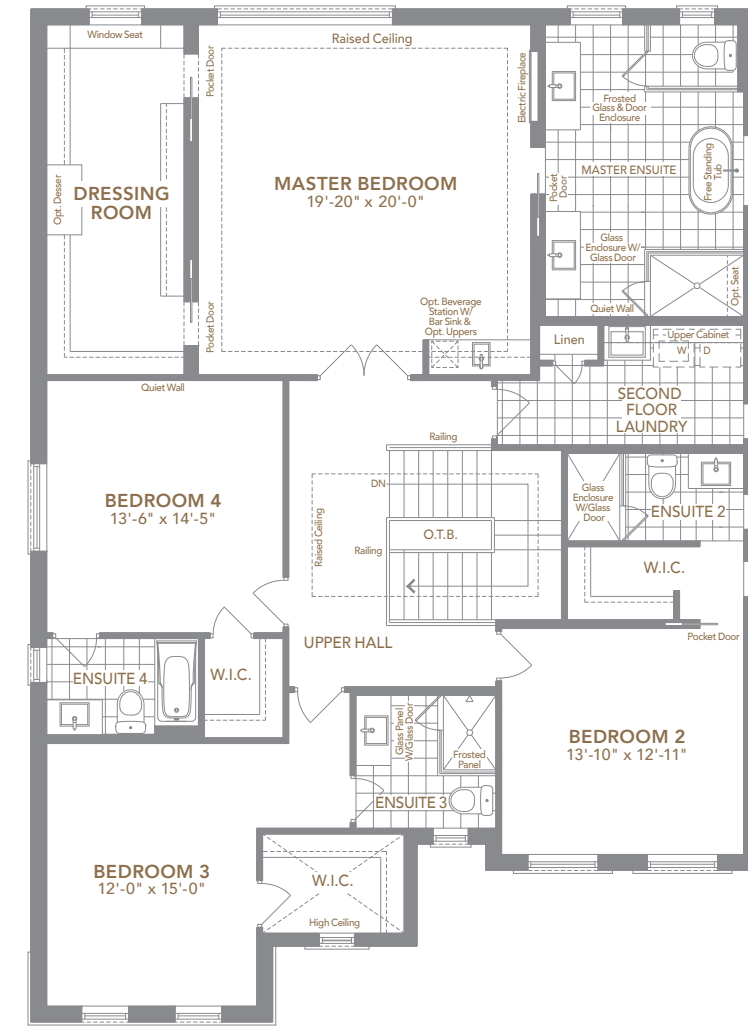 Window Seat
Pocket Door
Raised Ceiling
Electric Fireplace
Frosted
Glass & Door
Enclosure
Opt. Desser
DRESSING
ROOM
MASTER BEDROOM
19'-20" x 20'-0"
MASTER ENSUITE
Free Standing
Tub
Pocket
Door
Glass
Enclosure W/
Glass Door
Opt. Seat
Quiet Wall
Pocket Door
Opt. Beverage
Station W/
Bar Sink &
Opt. Uppers
Linen
Upper Cabinet
W
D
Quiet Wall
SECOND
FLOOR
LAUNDRY
Railing
BEDROOM 4
13'-6" x 14'-5"
Raised Ceiling
DN
O.T.B.
Railing
Glass
Enclosure
W/Glass
Door
ENSUITE 2
W.I.C.
Pocket Door
UPPER HALL
ENSUITE 4
W.I.C.
Glass Panel
W/Glass Door
Frosted
Panel
ENSUITE 3
BEDROOM 2
13'-10" x 12'-11"
BEDROOM 3
12'-0" x 15'-0"
W.I.C.
High Ceiling